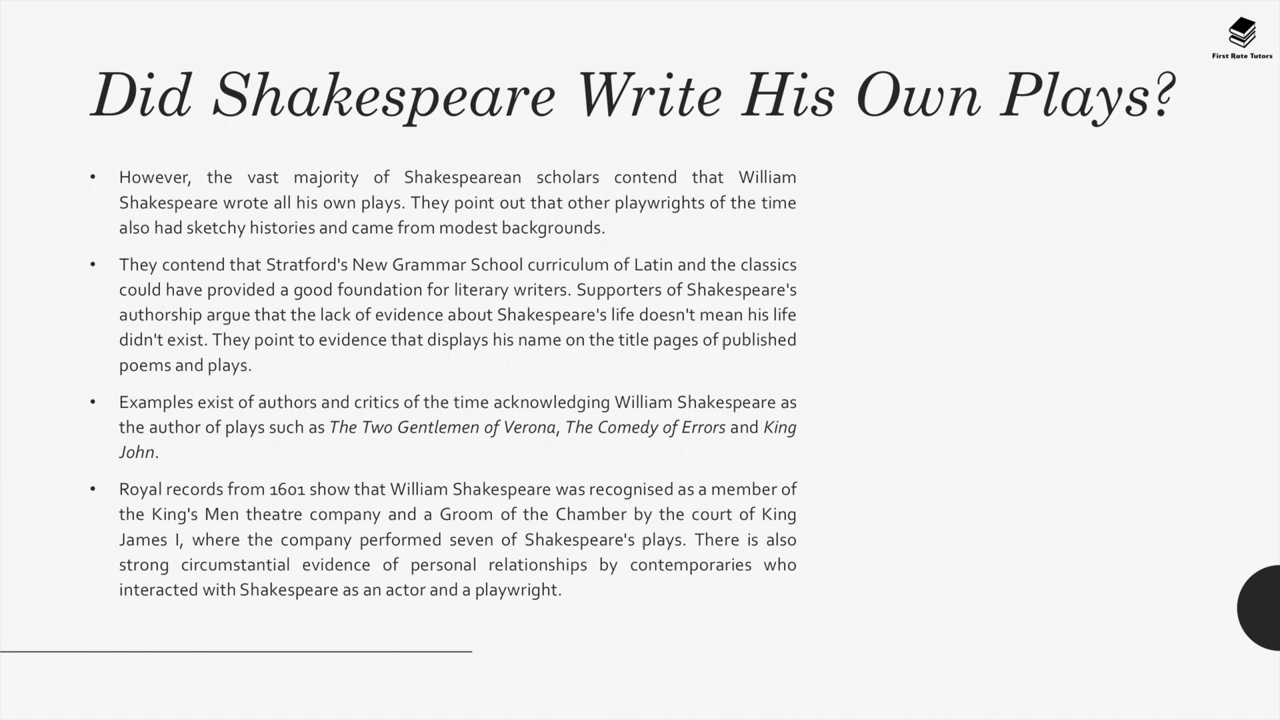 First Rate Tutors
Did Shakespeare Write His Own Plays?
• However, the vast majority of Shakespearean scholars contend that William
Shakespeare wrote all his own plays. They point out that other playwrights of the time
also had sketchy histories and came from modest backgrounds.
• They contend that Stratford's New Grammar School curriculum of Latin and the classics
could have provided a good foundation for literary writers. Supporters of Shakespeare's
authorship argue that the lack of evidence about Shakespeare's life doesn't mean his life
didn't exist. They point to evidence that displays his name on the title pages of published
poems and plays.
• Examples exist of authors and critics of the time acknowledging William Shakespeare as
the author of plays such as The Two Gentlemen of Verona, The Comedy of Errors and King
John.
• Royal records from 1601 show that William Shakespeare was recognised as a member of
the King's Men theatre company and a Groom of the Chamber by the court of King
James I, where the company performed seven of Shakespeare's plays. There is also
strong circumstantial evidence of personal relationships by contemporaries who
interacted with Shakespeare as an actor and a playwright.